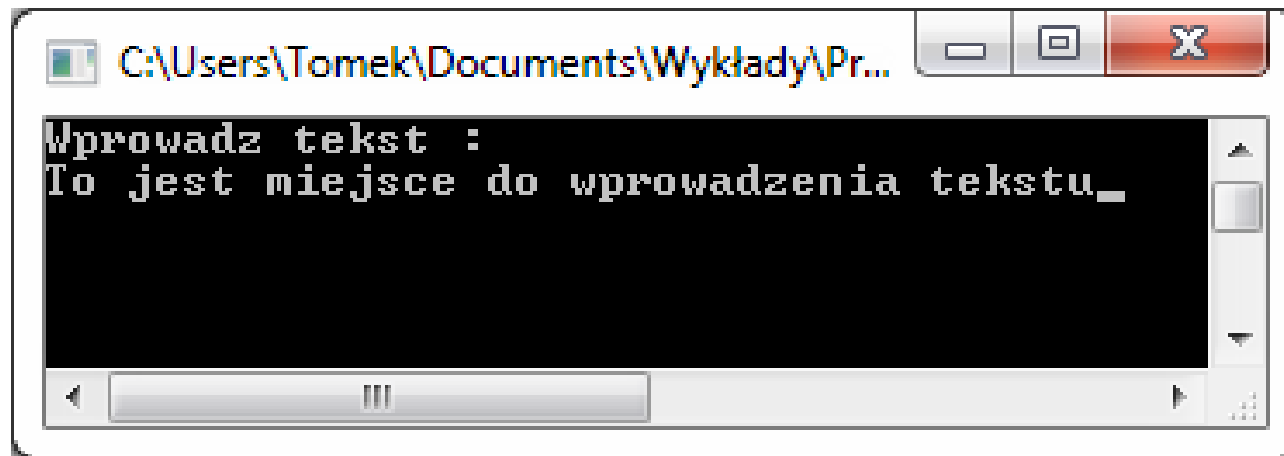 C:\Users\Tomek\Documents\Wykłady\Pr...
Wprowadz tekst :
To jest miejsce do wprowadzenia tekstu_